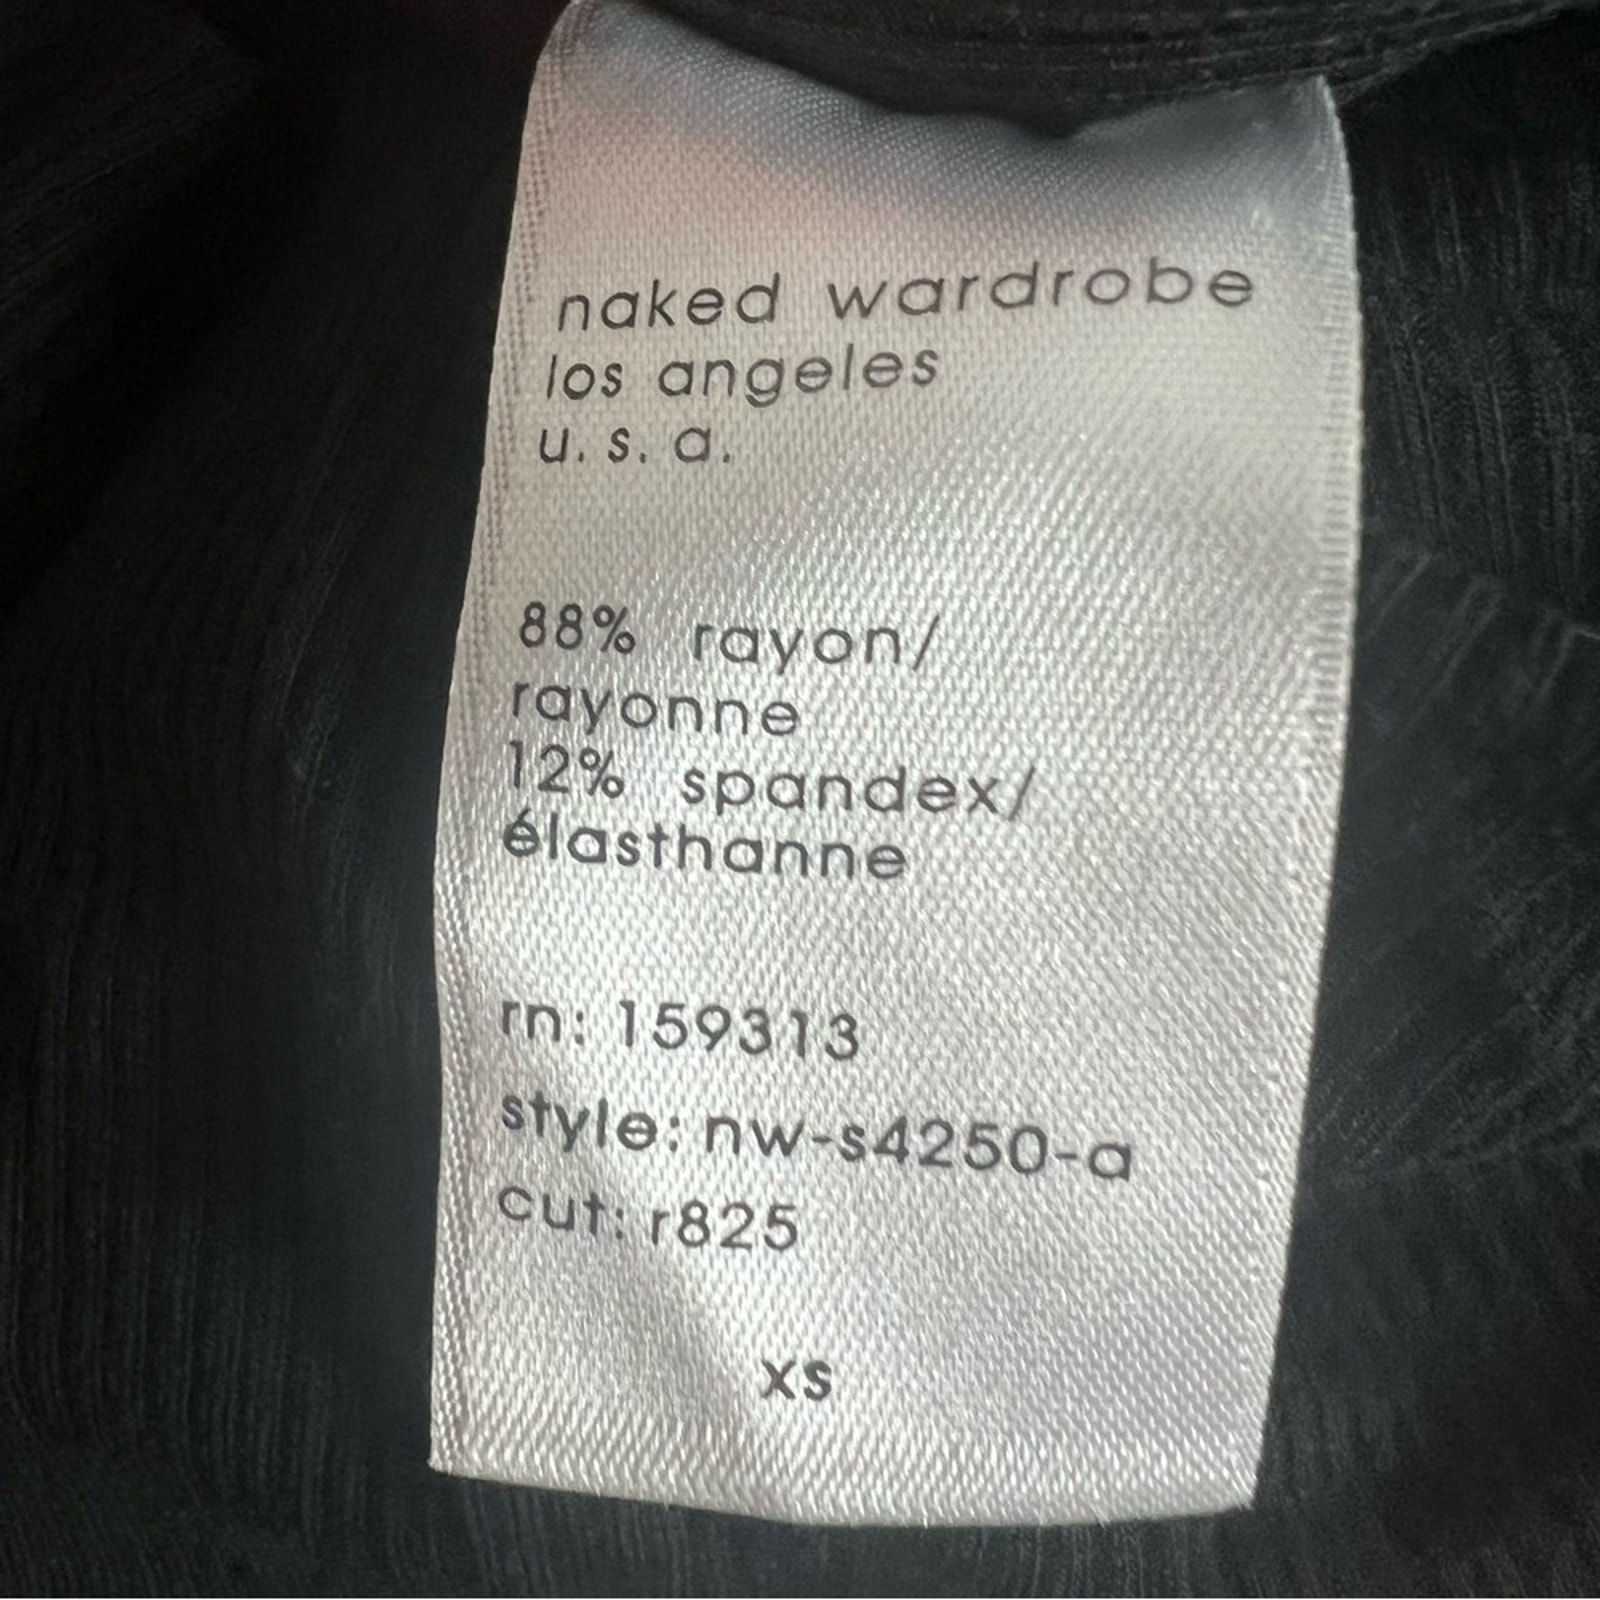 naked wardrobe
los angeles
u. s. a.
88% rayon/
rayonne
12% spandex/
élasthanne
rn: 159313
style: nw-s4250-a
cut: r825
xs